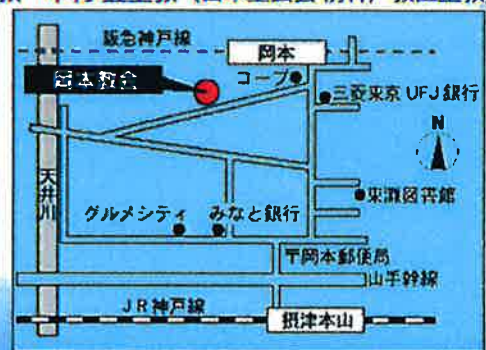 阪急神戸線
岡本
岡本教会
コープ
三菱東京 UFJ 銀行
N
天井川
東灘図書館
グルメシティ
みなと銀行
〒岡本郵便局
山手幹線
JR神戸線
摂津本山